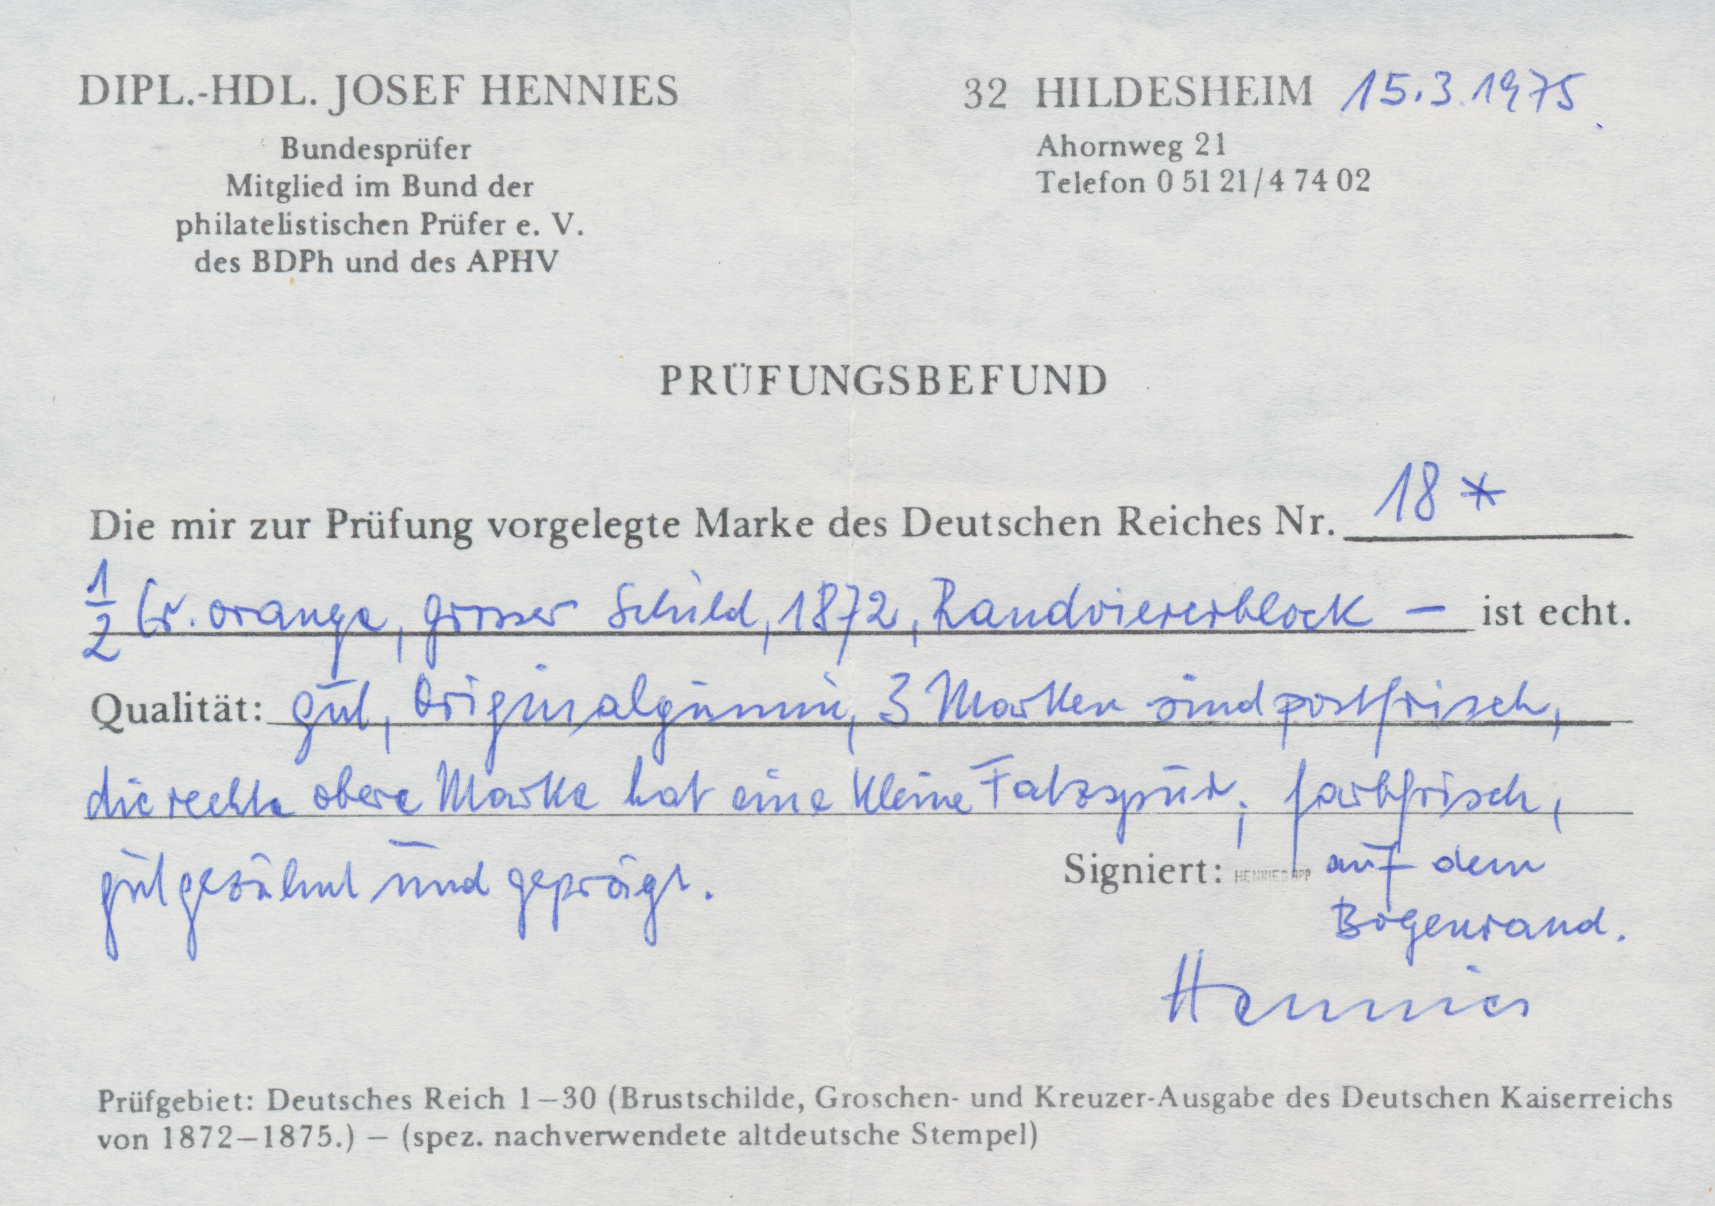 DIPL.-HDL. JOSEF HENNIES
Bundesprüfer
Mitglied im Bund der
philatelistischen Prüfer e. V.
des BDPh und des APHV
32 HILDESHEIM 15.3.1975
Ahornweg 21
Telefon 0 51 21/4 74 02
PRÜFUNGSBEFUND
Die mir zur Prüfung vorgelegte Marke des Deutschen Reiches Nr. 18 *
1/2 Gr. orange, grosser Schild, 1872, Randviererblock — ist echt.
Qualität: gut, Originalgummi, 3 Marken sind postfrisch,
die rechte obere Marke hat eine kleine Falzspur, farbfrisch,
gut gezähnt und geprägt.
Signiert: HENNIES BPP auf dem
Bogenrand.
Hennies
Prüfgebiet: Deutsches Reich 1—30 (Brustschilde, Groschen- und Kreuzer-Ausgabe des Deutschen Kaiserreichs
von 1872—1875.) — (spez. nachverwendete altdeutsche Stempel)